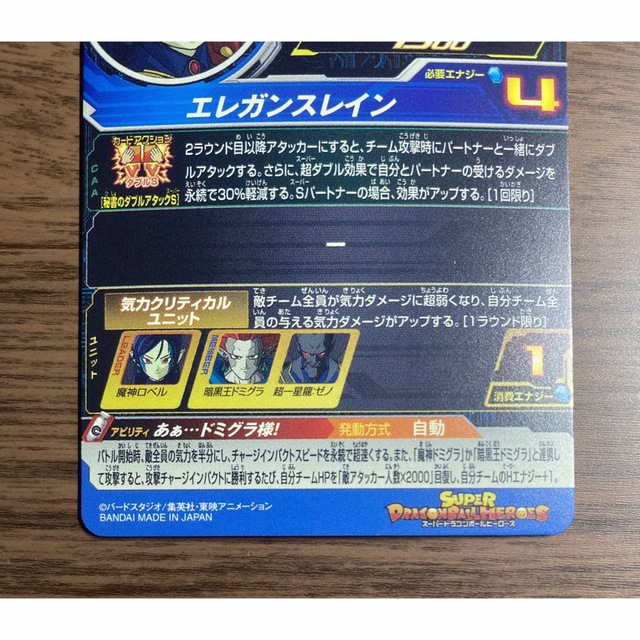 1300
必要エナジー 4
エレガンスレイン
カードアクション
ダブルS
[秘書のダブルアタックS]
CAA
2ラウンド目以降アタッカーにすると、チーム攻撃時にパートナーと一緒にダブ
ルアタックする。さらに、超ダブル効果で自分とパートナーの受けるダメージを
永続で30%軽減する。Sパートナーの場合、効果がアップする。[1回限り]
ー
ユニット
気力クリティカル
ユニット
敵チーム全員が気力ダメージに超弱くなり、自分チーム全
員の与える気力ダメージがアップする。[1ラウンド限り]
LEADER
魔神ロベル
MEMBER
暗黒王ドミグラ
超一星龍:ゼノ
1
消費エナジー
アビリティ あぁ…ドミグラ様! 発動方式 自動
バトル開始時、敵全員の気力を半分にし、チャージインパクトスピードを永続で超速くする。また、「魔神ドミグラ」か「暗黒王ドミグラ」と連携し
て攻撃すると、攻撃チャージインパクトに勝利するたび、自分チームHPを「敵アタッカー人数×2000」回復し、自分チームのHエナジー+1。
©バードスタジオ/集英社・東映アニメーション
BANDAI MADE IN JAPAN
SUPER
DRAGONBALL HEROES
スーパードラゴンボールヒーローズ